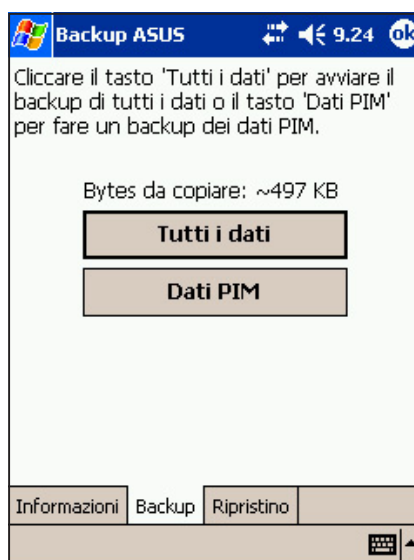 Backup ASUS 9.24 ok
Cliccare il tasto 'Tutti i dati' per avviare il
backup di tutti i dati o il tasto 'Dati PIM'
per fare un backup dei dati PIM.
Bytes da copiare: ~497 KB
Tutti i dati
Dati PIM
Informazioni Backup Ripristino